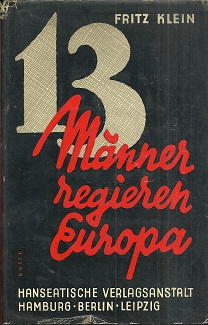 FRITZ KLEIN
13
Männer
regieren
Europa
HANSEATISCHE VERLAGSANSTALT
HAMBURG · BERLIN · LEIPZIG